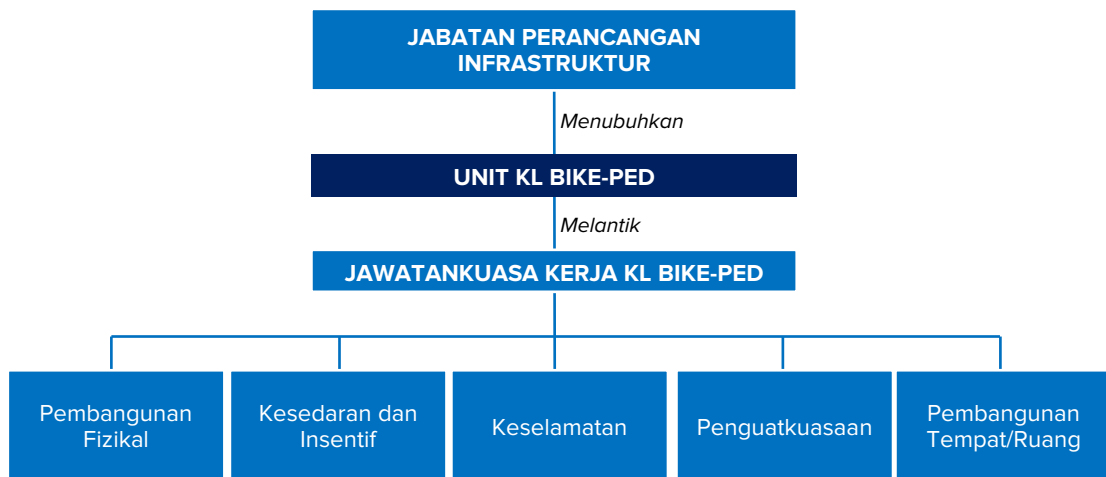 JABATAN PERANCANGAN
INFRASTRUKTUR
Menubuhkan
UNIT KL BIKE-PED
Melantik
JAWATANKUASA KERJA KL BIKE-PED
Pembangunan
Fizikal
Kesedaran dan
Insentif
Keselamatan
Penguatkuasaan
Pembangunan
Tempat/Ruang